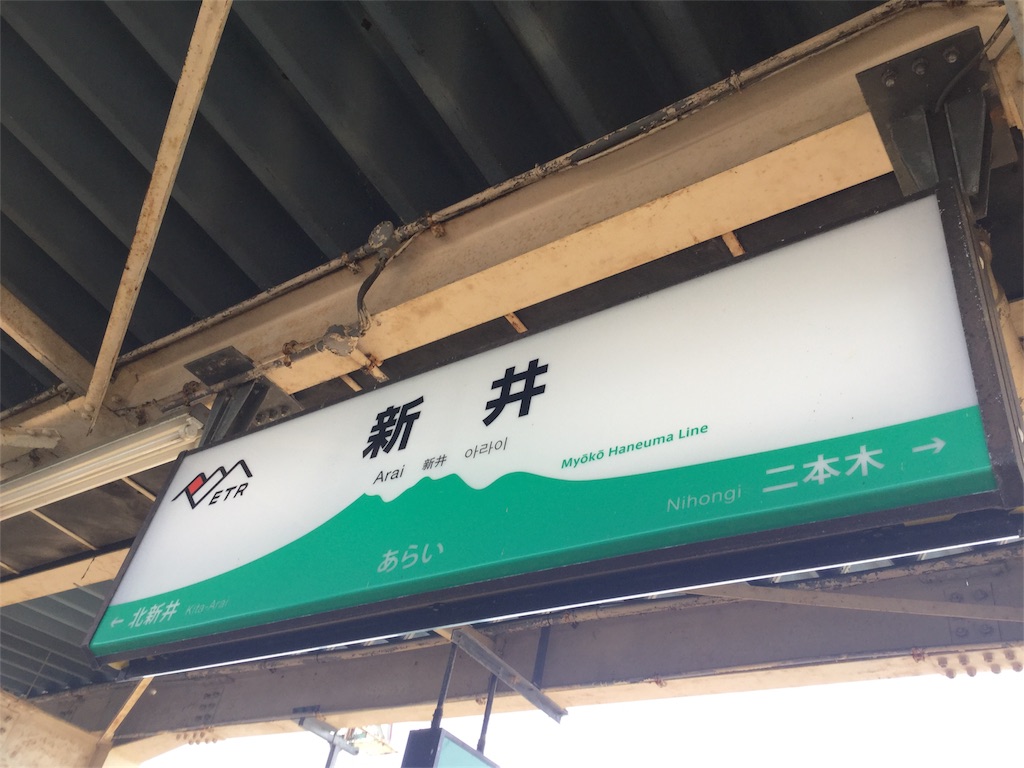 新井
Arai 新井 아라이
ETR
Myōkō Haneuma Line
あらい
← 北新井 Kita-Arai
Nihongi 二本木 →